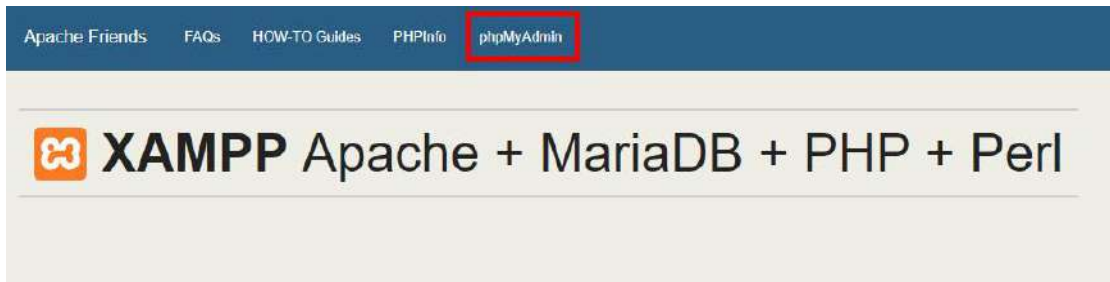 Apache Friends FAQs HOW-TO Guides PHPInfo phpMyAdmin
XAMPP Apache + MariaDB + PHP + Perl